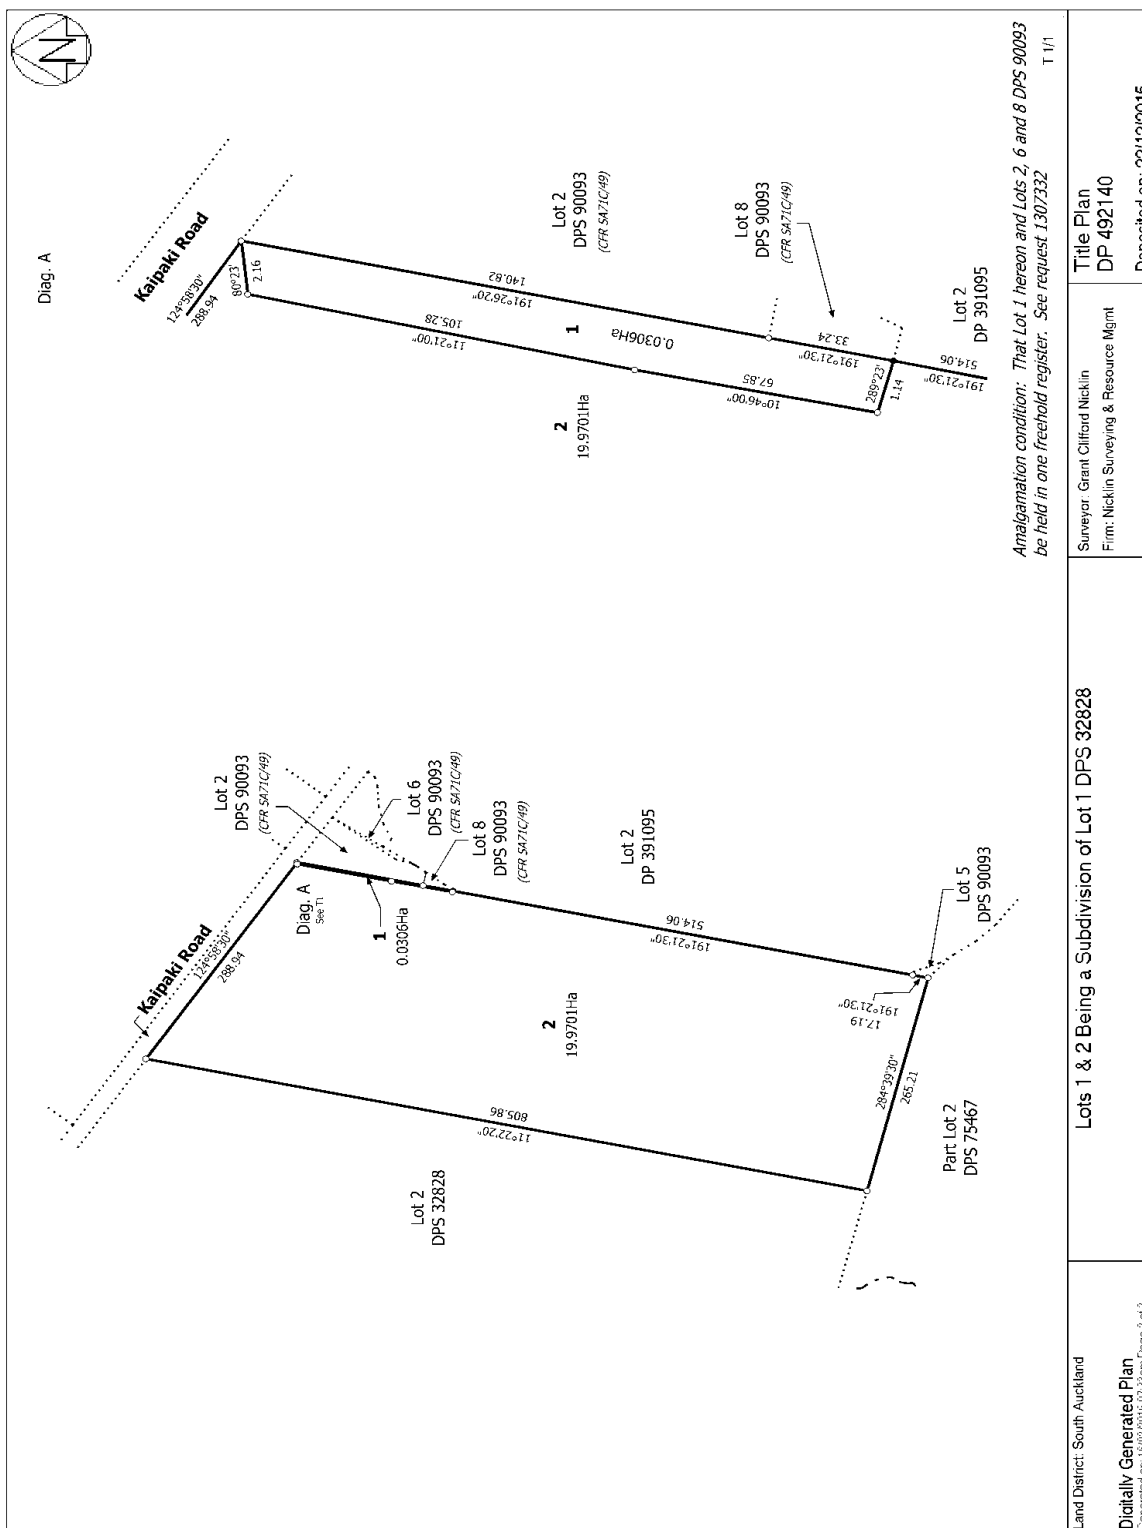 N
Diag. A
Kaipaki Road
124°58'30"
288.94
80°23'
2.16
140.82
191°26'20"
105.28
11°21'00"
1
0.0306Ha
Lot 2
DPS 90093
(CFR SA71C/49)
Lot 8
DPS 90093
(CFR SA71C/49)
33.24
191°21'30"
67.85
10°46'00"
289°23'
1.14
514.06
191°21'30"
Lot 2
DP 391095
2
19.9701Ha
Amalgamation condition: That Lot 1 hereon and Lots 2, 6 and 8 DPS 90093
be held in one freehold register. See request 1307332
T 1/1
Kaipaki Road
124°58'30"
288.94
Lot 2
DPS 90093
(CFR SA71C/49)
Lot 6
DPS 90093
(CFR SA71C/49)
Lot 8
DPS 90093
(CFR SA71C/49)
Diag. A
See T1
1
0.0306Ha
Lot 2
DP 391095
514.06
191°21'30"
2
19.9701Ha
191°21'30"
17.19
Lot 5
DPS 90093
284°39'30"
265.21
805.86
11°22'20"
Lot 2
DPS 32828
Part Lot 2
DPS 75467
Land District: South Auckland
Digitally Generated Plan
Lots 1 & 2 Being a Subdivision of Lot 1 DPS 32828
Surveyor: Grant Clifford Nicklin
Firm: Nicklin Surveying & Resource Mgmt
Title Plan
DP 492140
Deposited on: 22/12/2015